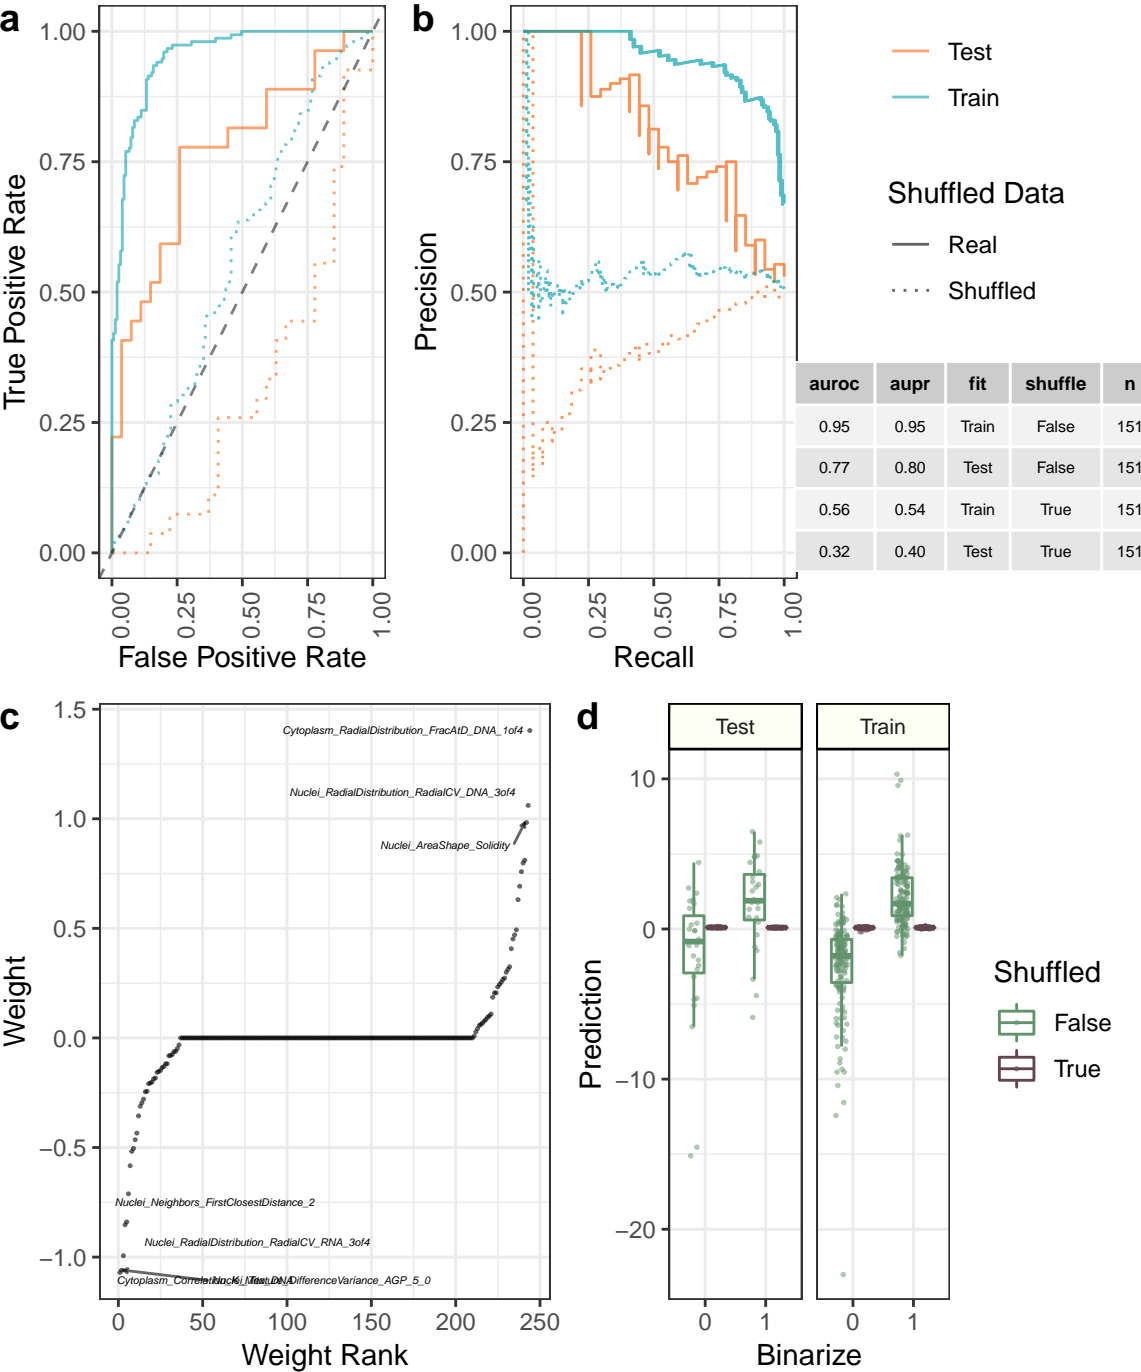 a
1.00
0.75
0.50
0.25
0.00
True Positive Rate
0.00
0.25
0.50
0.75
1.00
False Positive Rate
b
1.00
0.75
0.50
0.25
0.00
Precision
0.00
0.25
0.50
0.75
1.00
Recall
Test
Train
Shuffled Data
Real
Shuffled
auroc aupr fit shuffle n
0.95 0.95 Train False 151
0.77 0.80 Test False 151
0.56 0.54 Train True 151
0.32 0.40 Test True 151
c
1.5
1.0
0.5
0.0
−0.5
−1.0
Weight
Cytoplasm_RadialDistribution_FracAtD_DNA_1of4
Nuclei_RadialDistribution_RadialCV_DNA_3of4
Nuclei_AreaShape_Solidity
Nuclei_Neighbors_FirstClosestDistance_2
Nuclei_RadialDistribution_RadialCV_RNA_3of4
0
50
100
150
200
250
Weight Rank
d
Test
Train
10
0
−10
−20
Prediction
0
1
0
1
Binarize
Shuffled
False
True